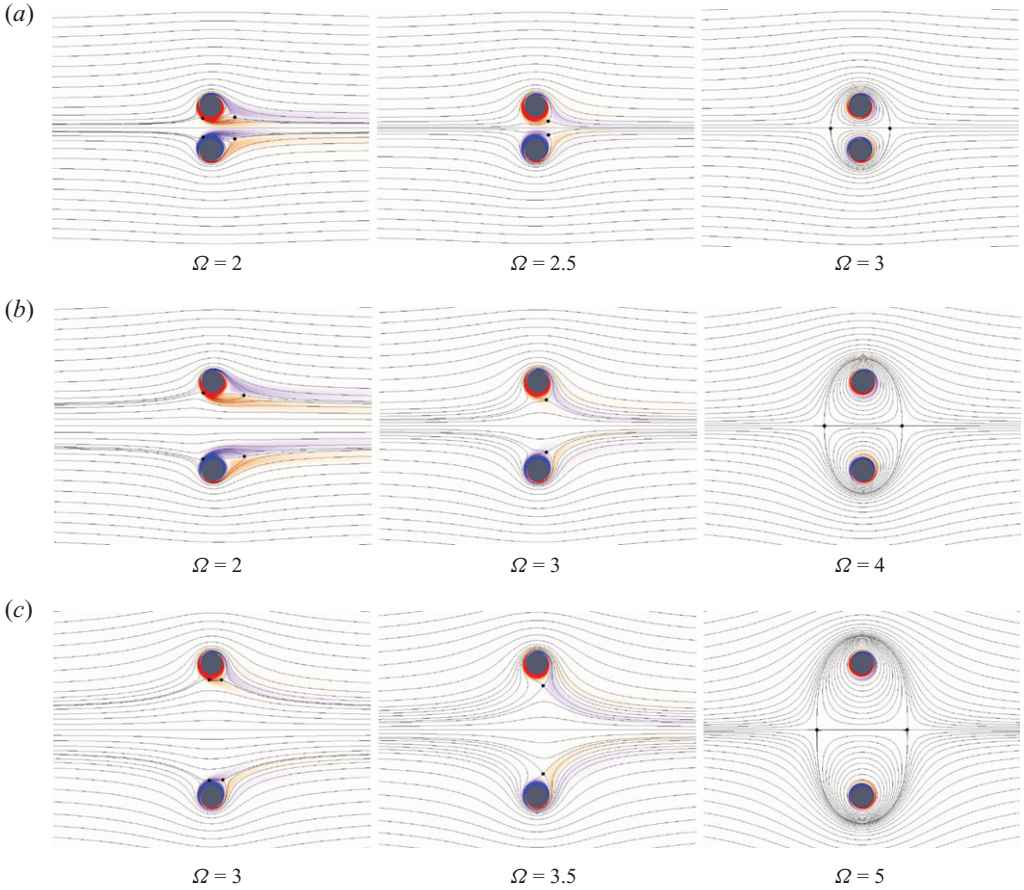 (a)
Ω = 2 Ω = 2.5 Ω = 3
(b)
Ω = 2 Ω = 3 Ω = 4
(c)
Ω = 3 Ω = 3.5 Ω = 5